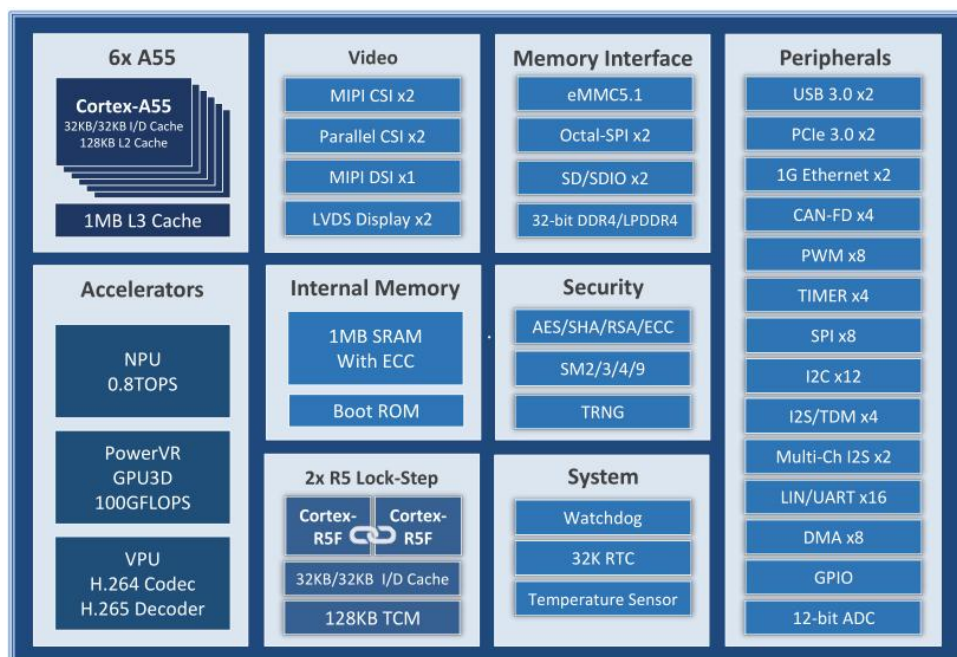 6x A55
Cortex-A55
32KB/32KB I/D Cache
128KB L2 Cache
1MB L3 Cache
Video
MIPI CSI x2
Parallel CSI x2
MIPI DSI x1
LVDS Display x2
Memory Interface
eMMC5.1
Octal-SPI x2
SD/SDIO x2
32-bit DDR4/LPDDR4
Peripherals
USB 3.0 x2
PCIe 3.0 x2
1G Ethernet x2
CAN-FD x4
PWM x8
TIMER x4
SPI x8
I2C x12
I2S/TDM x4
Multi-Ch I2S x2
LIN/UART x16
DMA x8
GPIO
12-bit ADC
Accelerators
NPU
0.8TOPS
PowerVR
GPU3D
100GFLOPS
VPU
H.264 Codec
H.265 Decoder
Internal Memory
1MB SRAM
With ECC
Boot ROM
Security
AES/SHA/RSA/ECC
SM2/3/4/9
TRNG
2x R5 Lock-Step
Cortex-
R5F
Cortex-
R5F
32KB/32KB I/D Cache
128KB TCM
System
Watchdog
32K RTC
Temperature Sensor